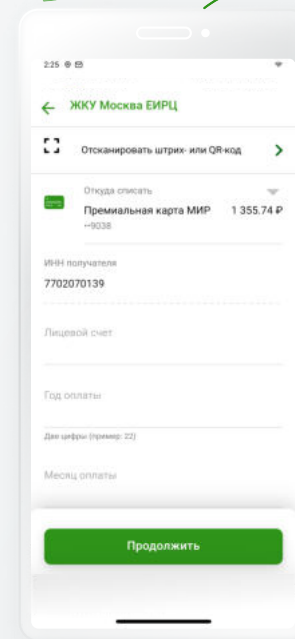 2:25
ЖКУ Москва ЕИРЦ
Отсканировать штрих- или QR-код
Откуда списать
Премиальная карта МИР 1 355.74 ₽
••9038
ИНН получателя
7702070139
Лицевой счет
Год оплаты
Две цифры (пример: 22)
Месяц оплаты
Продолжить